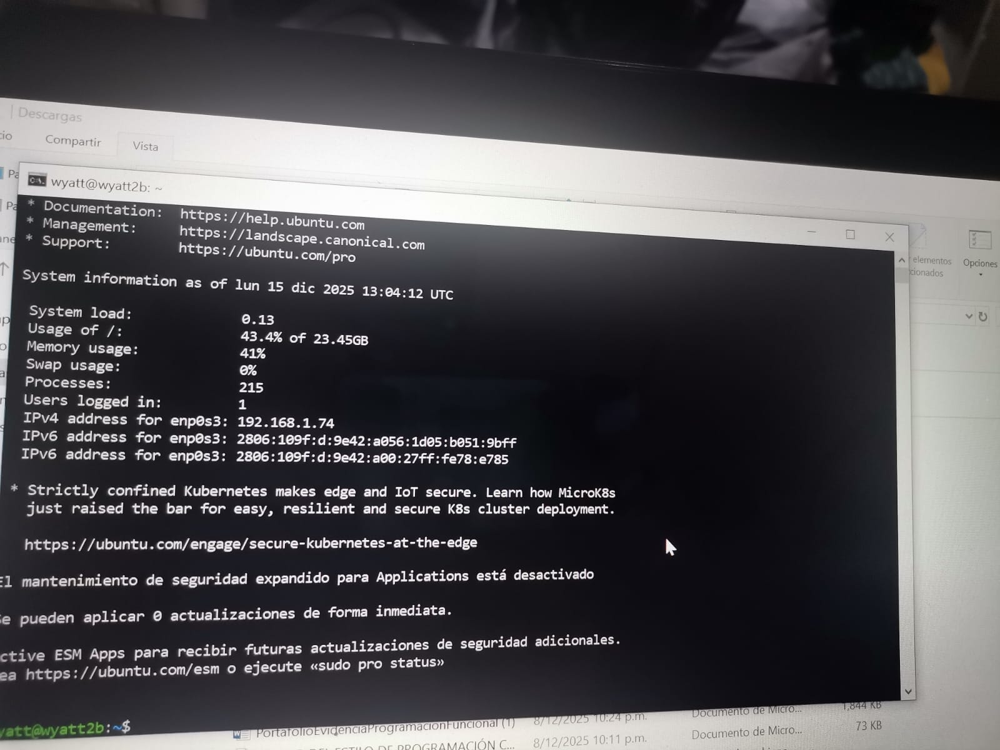 Descargas
Compartir Vista
wyatt@wyatt2b: ~
* Documentation: https://help.ubuntu.com
* Management: https://landscape.canonical.com
* Support: https://ubuntu.com/pro
System information as of lun 15 dic 2025 13:04:12 UTC
System load: 0.13
Usage of /: 43.4% of 23.45GB
Memory usage: 41%
Swap usage: 0%
Processes: 215
Users logged in: 1
IPv4 address for enp0s3: 192.168.1.74
IPv6 address for enp0s3: 2806:109f:d:9e42:a056:1d05:b051:9bff
IPv6 address for enp0s3: 2806:109f:d:9e42:a00:27ff:fe78:e785
* Strictly confined Kubernetes makes edge and IoT secure. Learn how MicroK8s
just raised the bar for easy, resilient and secure K8s cluster deployment.
https://ubuntu.com/engage/secure-kubernetes-at-the-edge
El mantenimiento de seguridad expandido para Applications está desactivado
Se pueden aplicar 0 actualizaciones de forma inmediata.
ctive ESM Apps para recibir futuras actualizaciones de seguridad adicionales.
ea https://ubuntu.com/esm o ejecute «sudo pro status»
yatt@wyatt2b:~$
elementos
cionados
Opciones
PortafolioEvidenciaProgramacionFuncional (1) 8/12/2025 10:24 p.m. Documento de Micro... 1,844 KB
DEL ESTILO DE PROGRAMACIÓN C... 8/12/2025 10:11 p.m. Documento de Micro... 73 KB